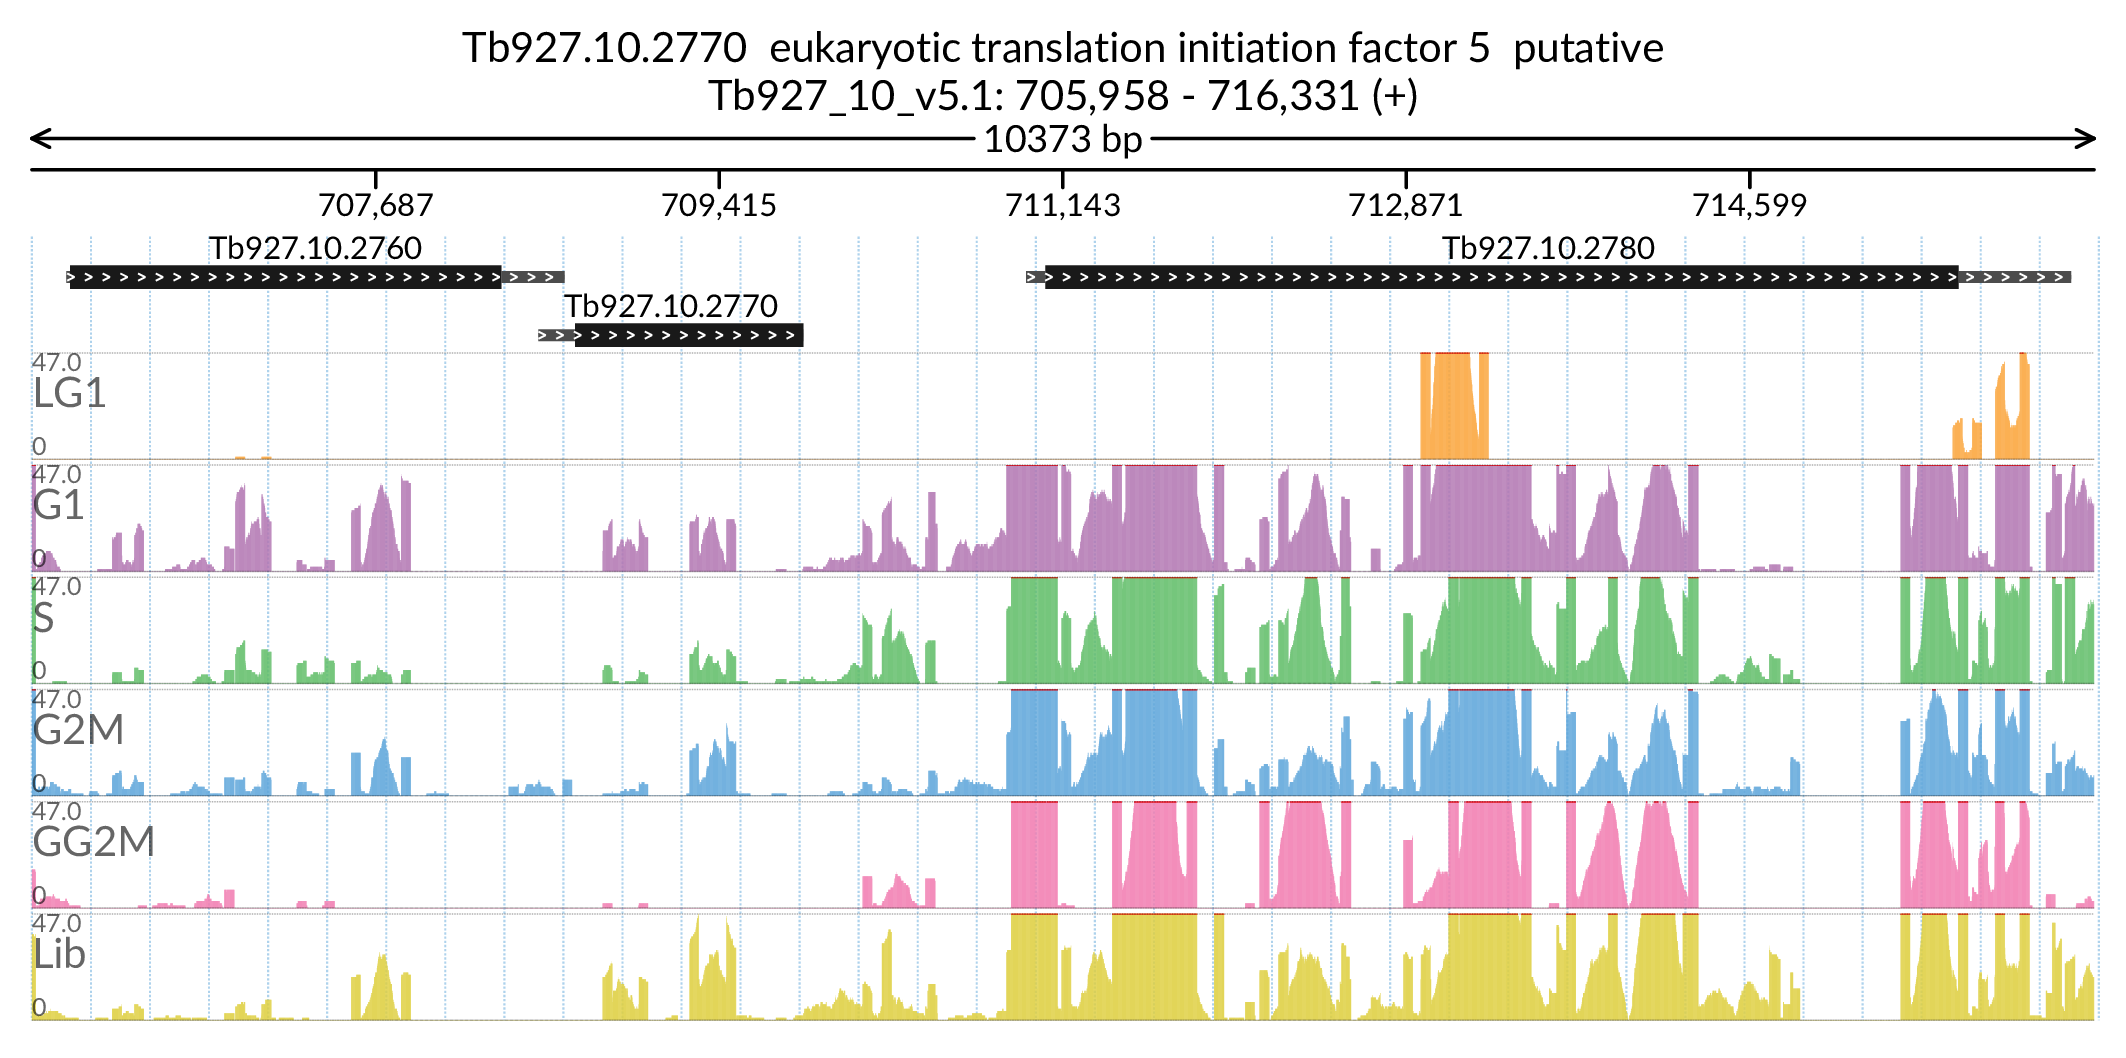 Tb927.10.2770  eukaryotic translation initiation factor 5  putative
Tb927_10_v5.1: 705,958 - 716,331 (+)
10373 bp
707,687 709,415 711,143 712,871 714,599
Tb927.10.2760 Tb927.10.2780
Tb927.10.2770
47.0
LG1
0
47.0
G1
0
47.0
S
0
47.0
G2M
0
47.0
GG2M
0
47.0
Lib
0